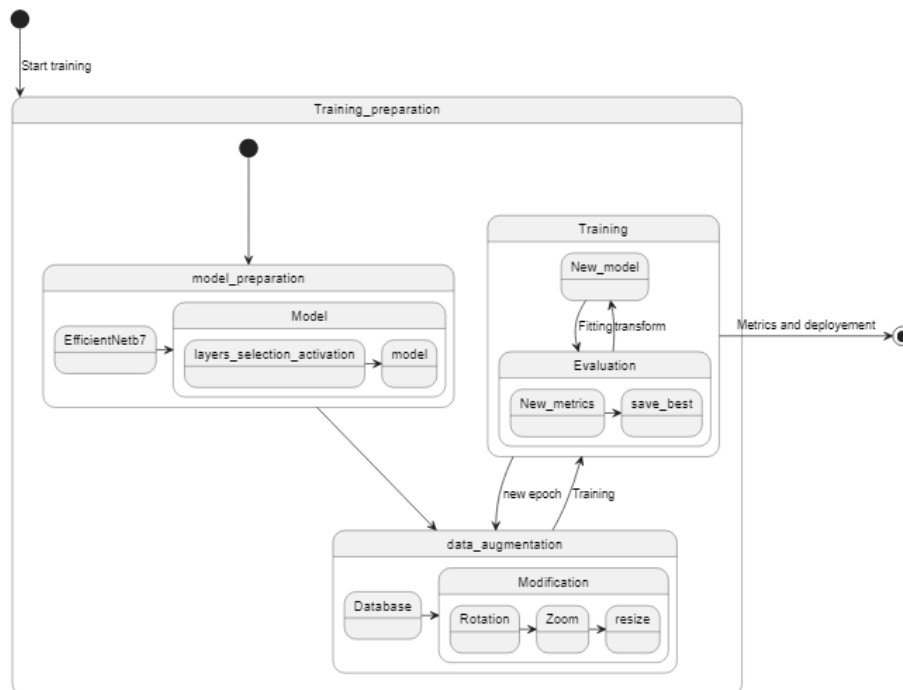 Start training
Training_preparation
model_preparation
EfficientNetb7
Model
layers_selection_activation
model
Training
New_model
Fitting
transform
Evaluation
New_metrics
save_best
Metrics and deployement
new epoch
Training
data_augmentation
Database
Modification
Rotation
Zoom
resize